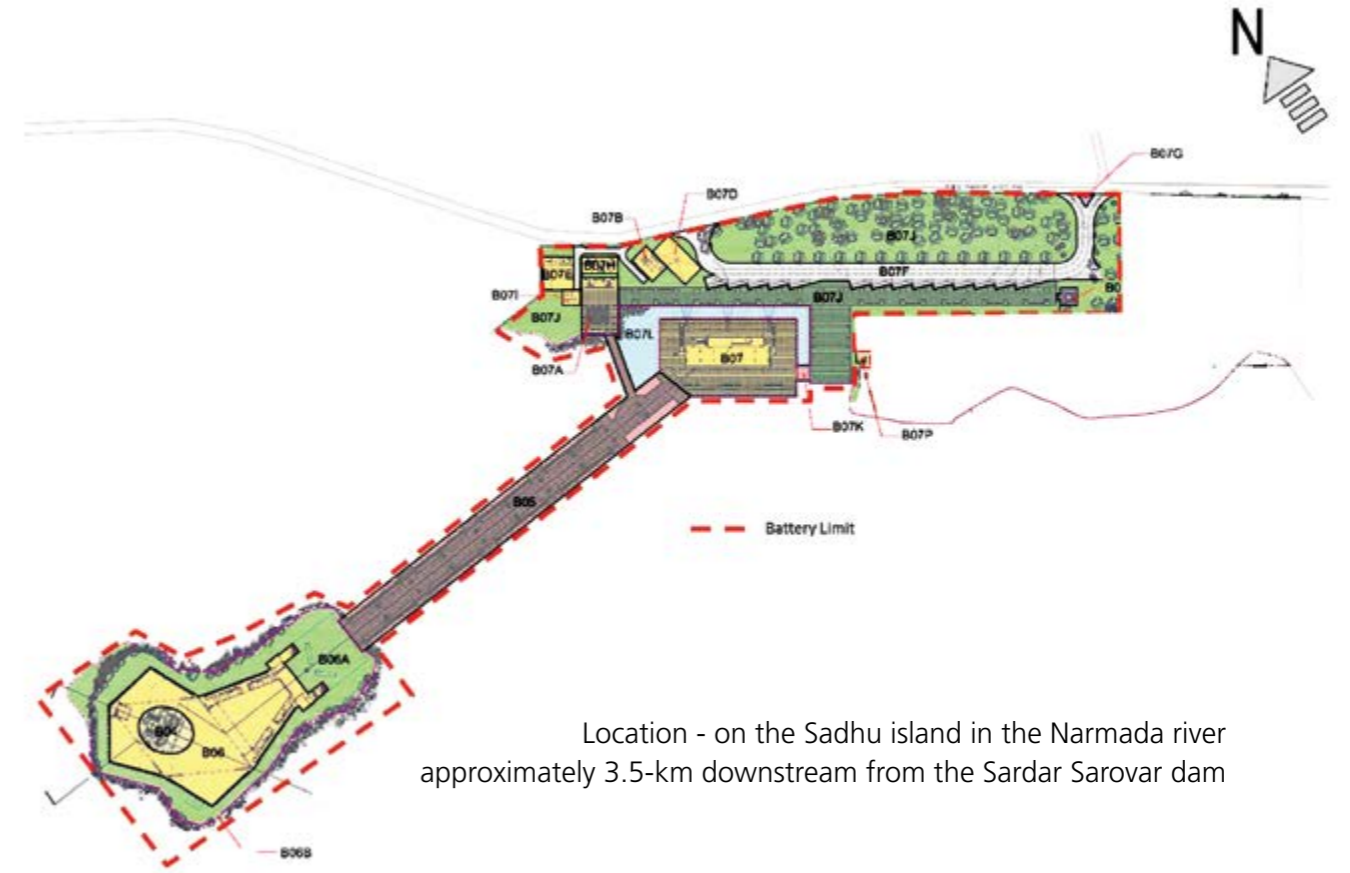 N
B07G
B07D
B07B
B07J
B07H
B07E
B07F
B07I
B07J
B07J
B07L
B07
B07A
B07K
B07P
B05
Battery Limit
B06A
B04
B06
Location - on the Sadhu island in the Narmada river
approximately 3.5-km downstream from the Sardar Sarovar dam
B06B